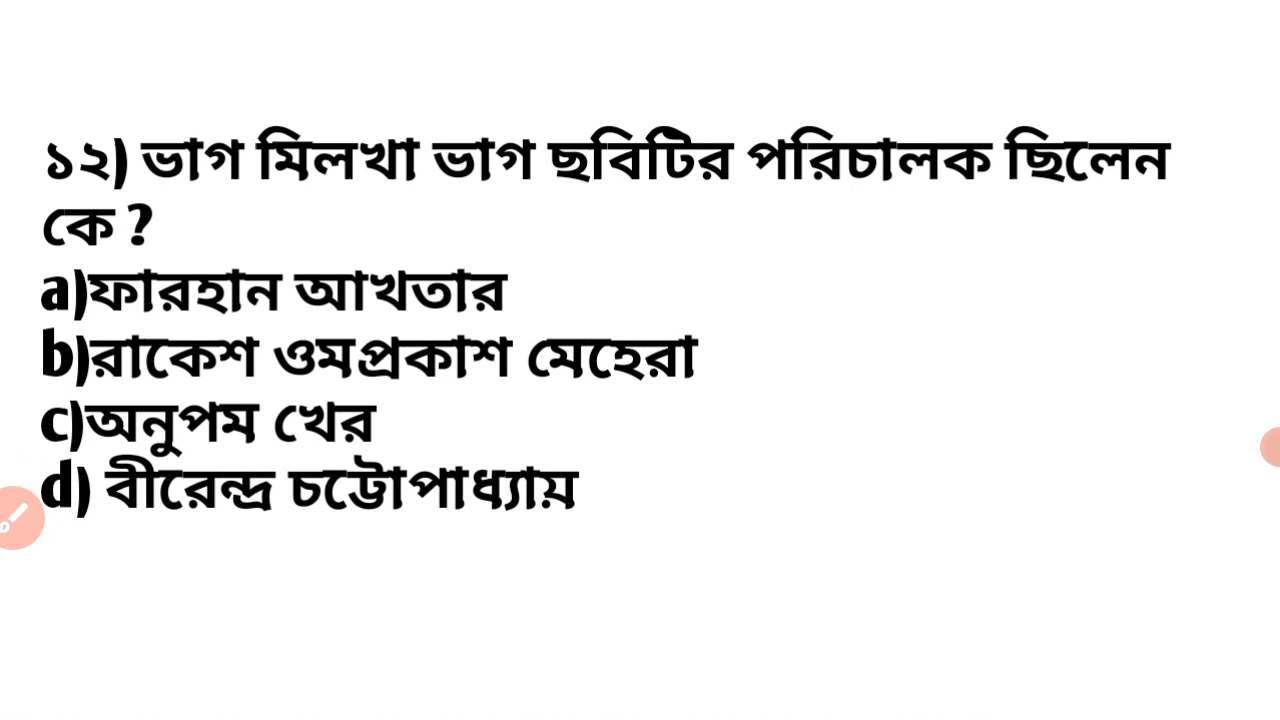 ১২) ভাগ মিলখা ভাগ ছবিটির পরিচালক ছিলেন
কে ?
a)ফারহান আখতার
b)রাকেশ ওমপ্রকাশ মেহেরা
c)অনুপম খের
d) বীরেন্দ্র চট্টোপাধ্যায়